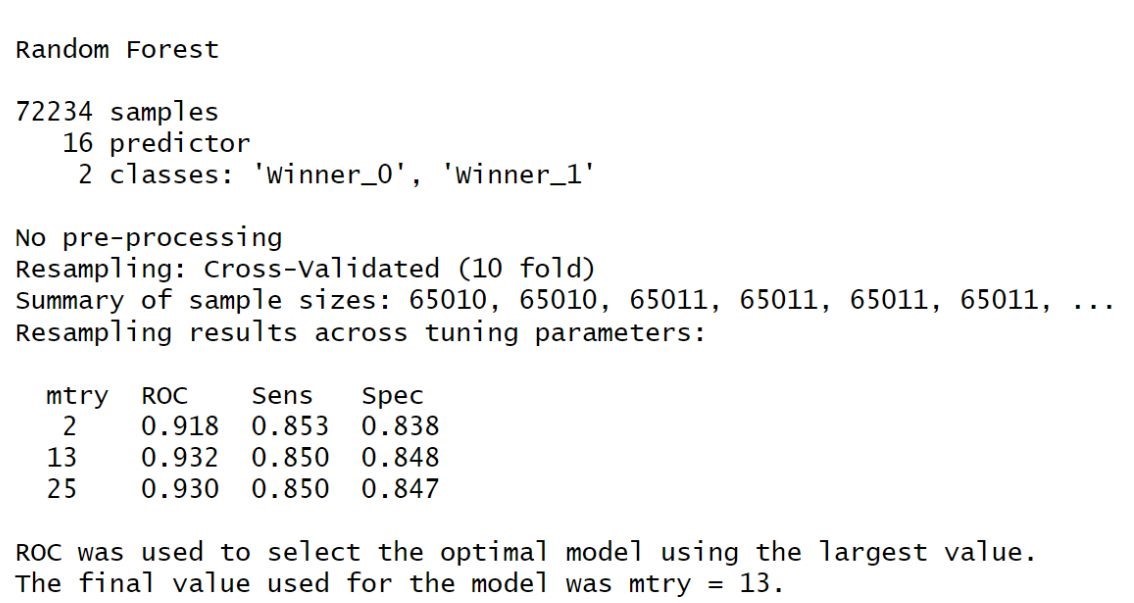 Random Forest
72234 samples
16 predictor
2 classes: 'Winner_0', 'Winner_1'
No pre-processing
Resampling: Cross-Validated (10 fold)
Summary of sample sizes: 65010, 65010, 65011, 65011, 65011, 65011, ...
Resampling results across tuning parameters:
mtry ROC Sens Spec
2 0.918 0.853 0.838
13 0.932 0.850 0.848
25 0.930 0.850 0.847
ROC was used to select the optimal model using the largest value.
The final value used for the model was mtry = 13.